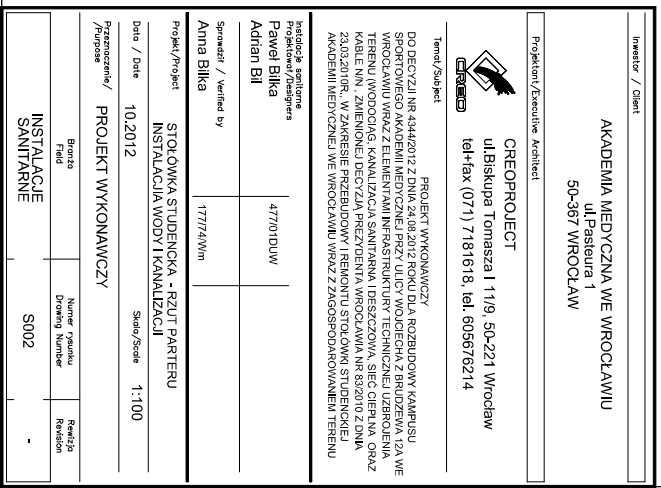 Inwestor / Client
AKADEMIA MEDYCZNA WE WROCŁAWIU
ul.Pasteura 1
50-367 WROCŁAW
Projektant/Executive Architect
CREO
CREOPROJECT
ul.Biskupa Tomasza I 11/9, 50-221 Wrocław
tel+fax (071) 7181618, tel. 605676214
Temat/Subject
PROJEKT WYKONAWCZY
DO DECYZJI NR 4344/2012 Z DNIA 24.08.2012 ROKU DLA ROZBUDOWY KAMPUSU
SPORTOWEGO AKADEMII MEDYCZNEJ PRZY ULICY WOJCIECHA Z BRUDZEWA 12A WE
WROCŁAWIU WRAZ Z ELEMENTAMI INFRASTRUKTURY TECHNICZNEJ UZBROJENIA
TERENU (WODOCIĄG, KANALIZACJA SANITARNA I DESZCZOWA, SIEĆ CIEPLNA ORAZ
KABLE N/N , ZMIENIONEJ DECYZJĄ PREZYDENTA WROCŁAWIA NR 83/2010 Z DNIA
23.03.2010R., W ZAKRESIE PRZEBUDOWY I REMONTU STOŁÓWKI STUDENCKIEJ
AKADEMII MEDYCZNEJ WE WROCŁAWIU WRAZ Z ZAGOSPODAROWANIEM TERENU
Instalacje sanitarne
Projektował/Designers
Paweł Bilka 477/01DUW
Adrian Bil
Sprawdził / Verified by
Anna Bilka 177/74/Wm
Projekt/Project
STOŁÓWKA STUDENCKA - RZUT PARTERU
INSTALACJIA WODY I KANALIZACJI
Data / Date 10.2012 Skala/Scale 1:100
Przeznaczenie/
/Purpose PROJEKT WYKONAWCZY
Branża
Field
Numer rysunku
Drawing Number
Rewizja
Revision
INSTALACJE
SANITARNE
S002
-